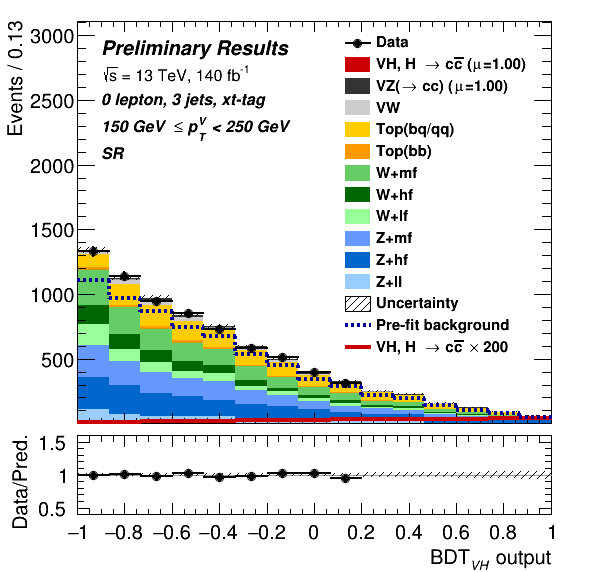 Events / 0.13
3000
2500
2000
1500
1000
500
Preliminary Results
√s = 13 TeV, 140 fb⁻¹
0 lepton, 3 jets, xt-tag
150 GeV ≤ p_T^V < 250 GeV
SR
Data
VH, H → cc̅ (μ=1.00)
VZ(→ cc) (μ=1.00)
VW
Top(bq/qq)
Top(bb)
W+mf
W+hf
W+lf
Z+mf
Z+hf
Z+ll
Uncertainty
Pre-fit background
VH, H → cc̅ × 200
Data/Pred.
1.5
1
0.5
−1 −0.8 −0.6 −0.4 −0.2 0 0.2 0.4 0.6 0.8 1
BDT_VH output